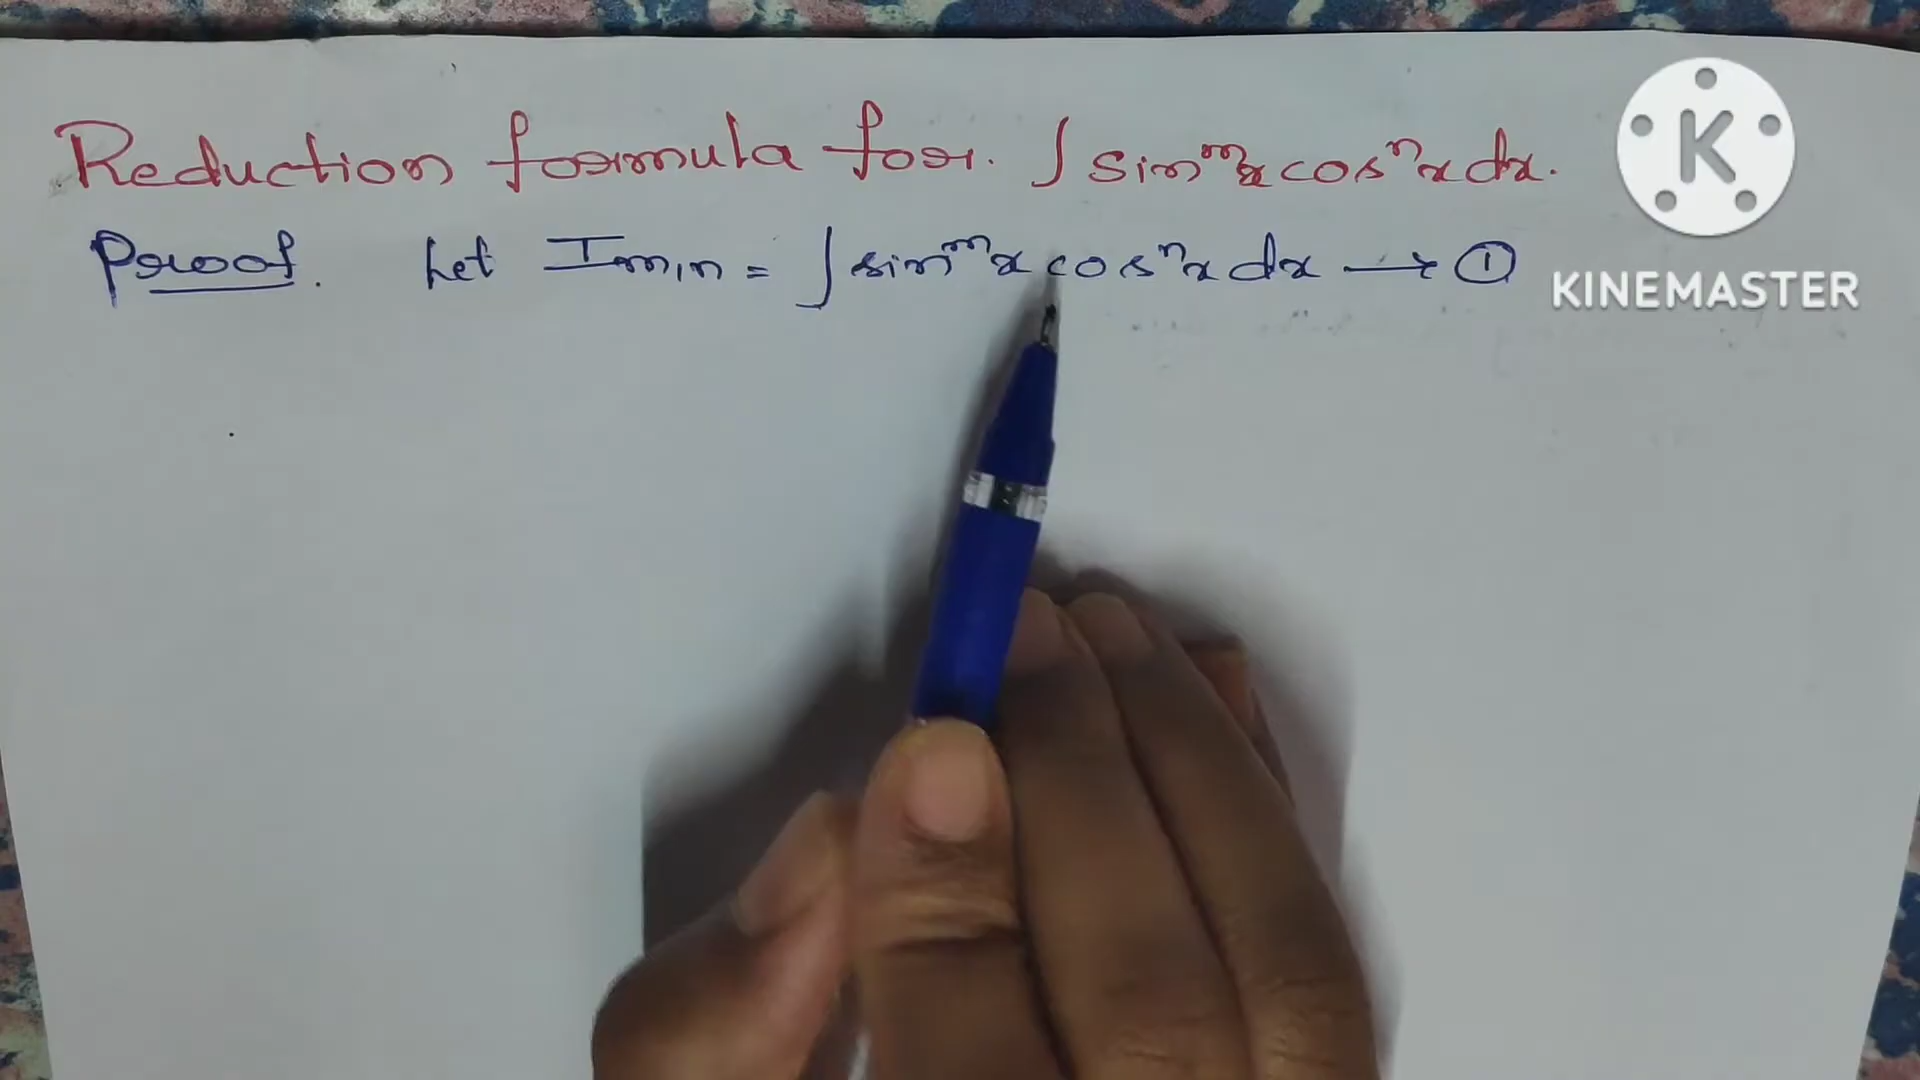 Reduction formula for. ∫ sinᵐx cosⁿx dx.
Proof. Let Im,n = ∫ sinᵐx cosⁿx dx → ①
K
KINEMASTER